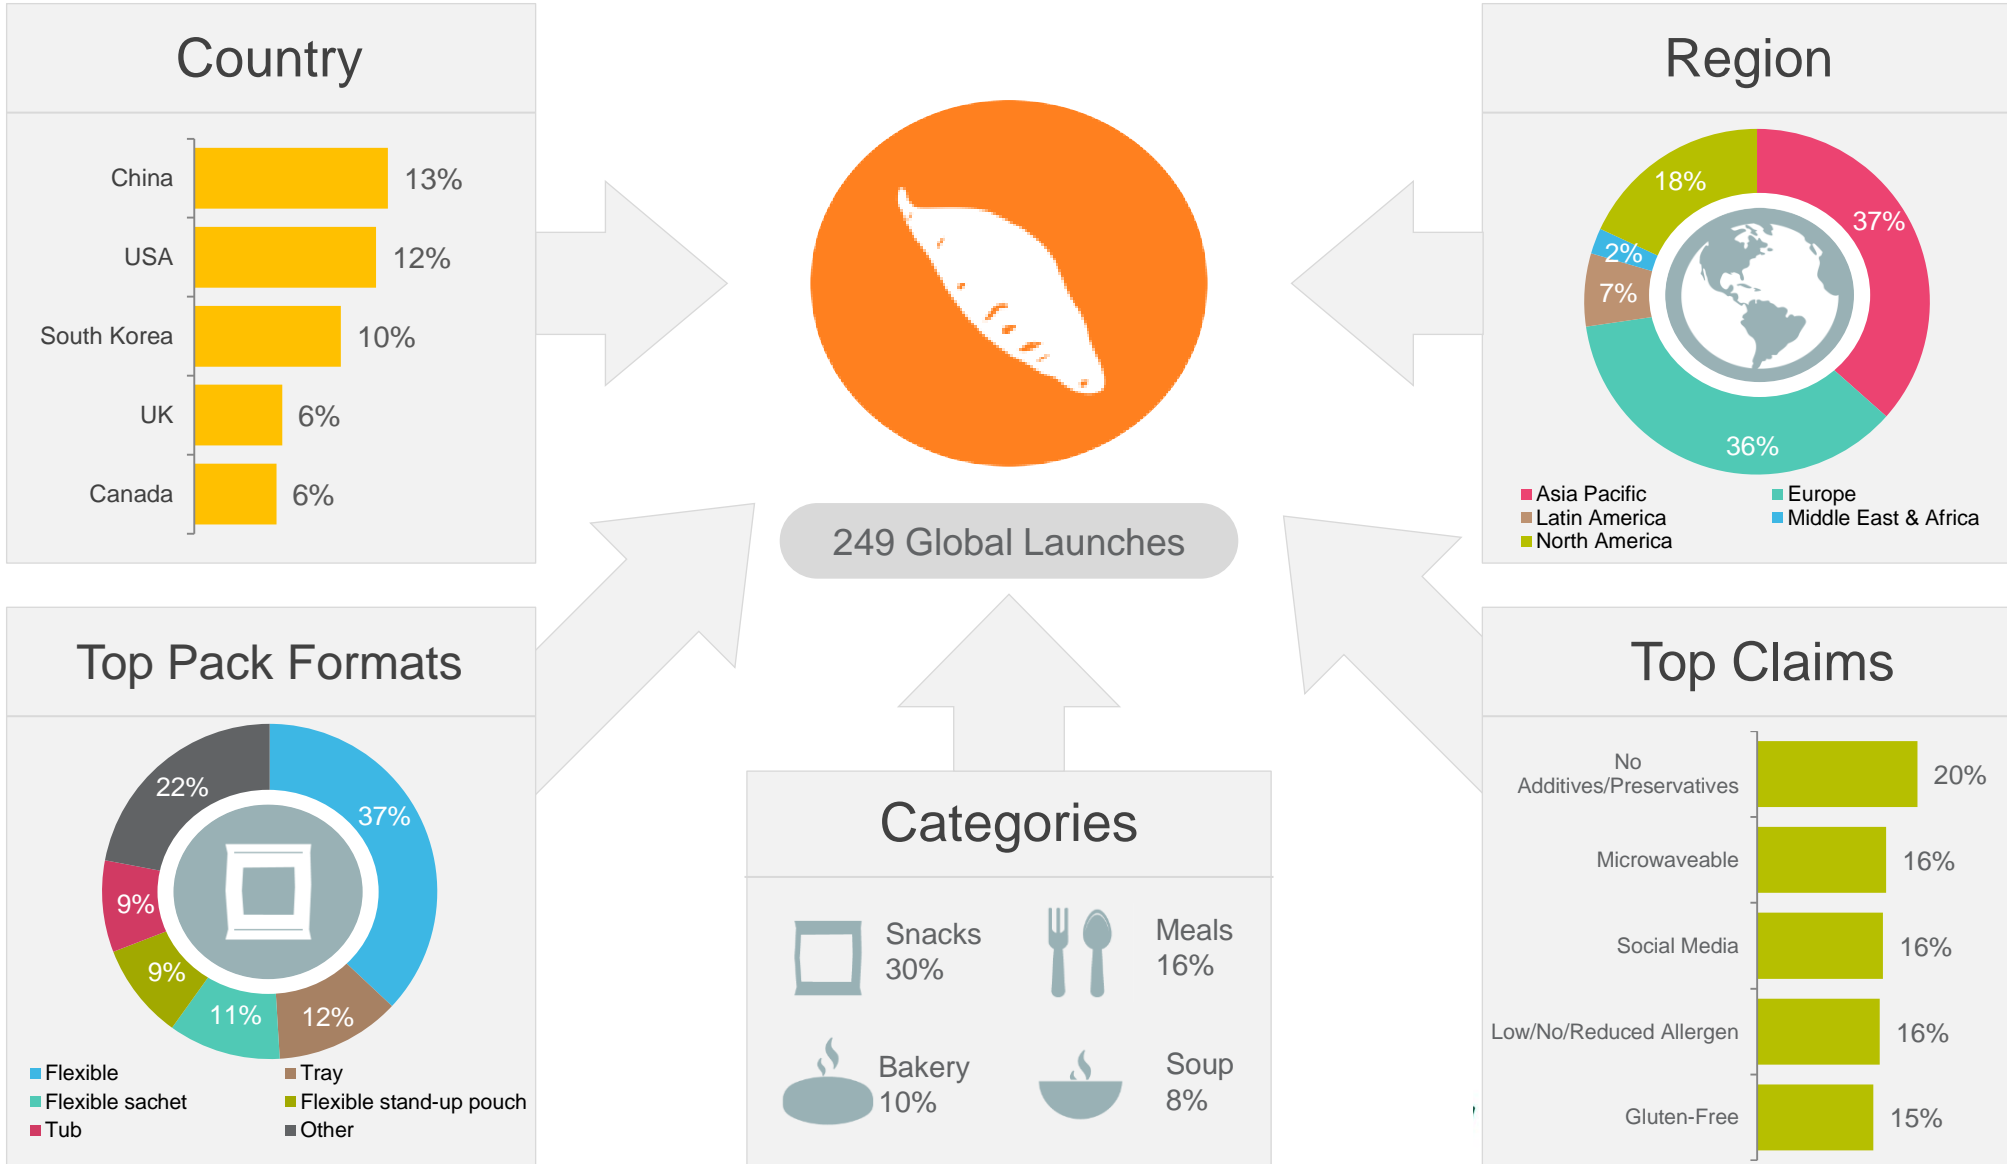 Country
China
13%
USA
12%
South Korea
10%
UK
6%
Canada
6%
249 Global Launches
Region
18%
37%
2%
7%
36%
Asia Pacific
Europe
Latin America
Middle East & Africa
North America
Top Pack Formats
22%
37%
9%
9%
11%
12%
Flexible
Tray
Flexible sachet
Flexible stand-up pouch
Tub
Other
Categories
Snacks
30%
Meals
16%
Bakery
10%
Soup
8%
Top Claims
No
Additives/Preservatives
20%
Microwaveable
16%
Social Media
16%
Low/No/Reduced Allergen
16%
Gluten-Free
15%